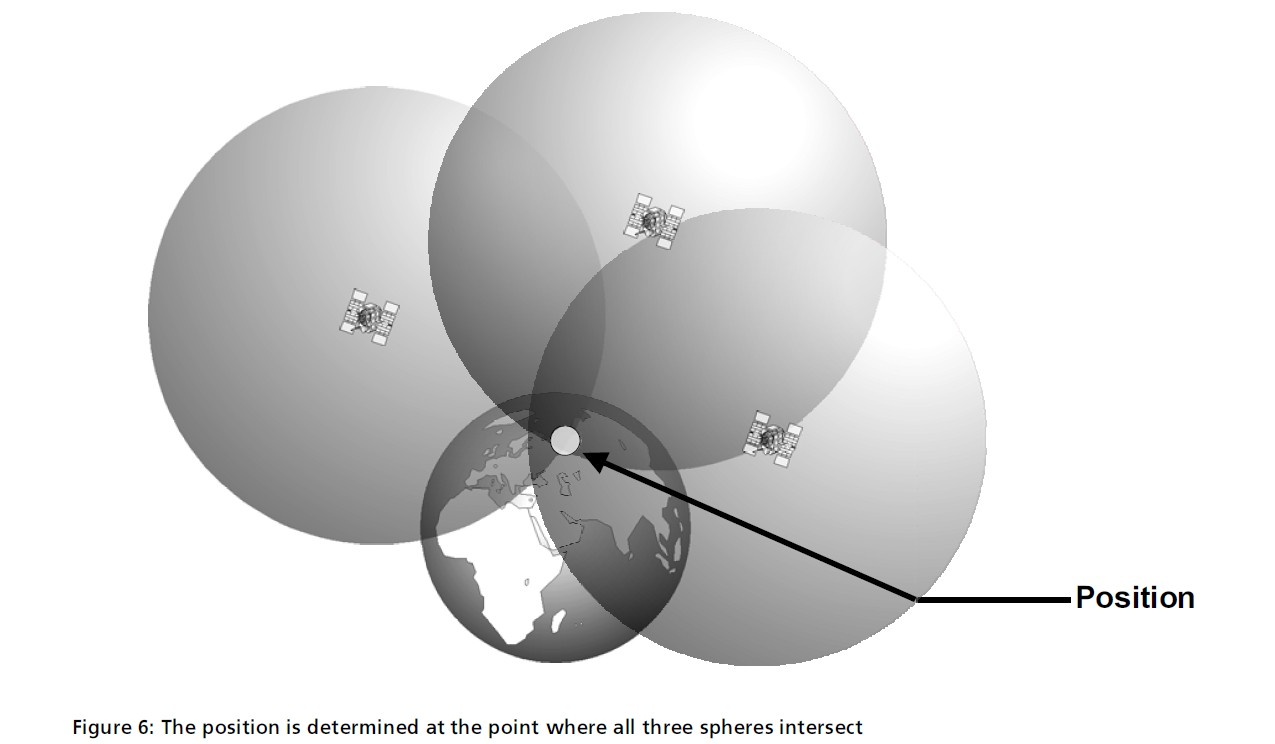 Position
Figure 6: The position is determined at the point where all three spheres intersect